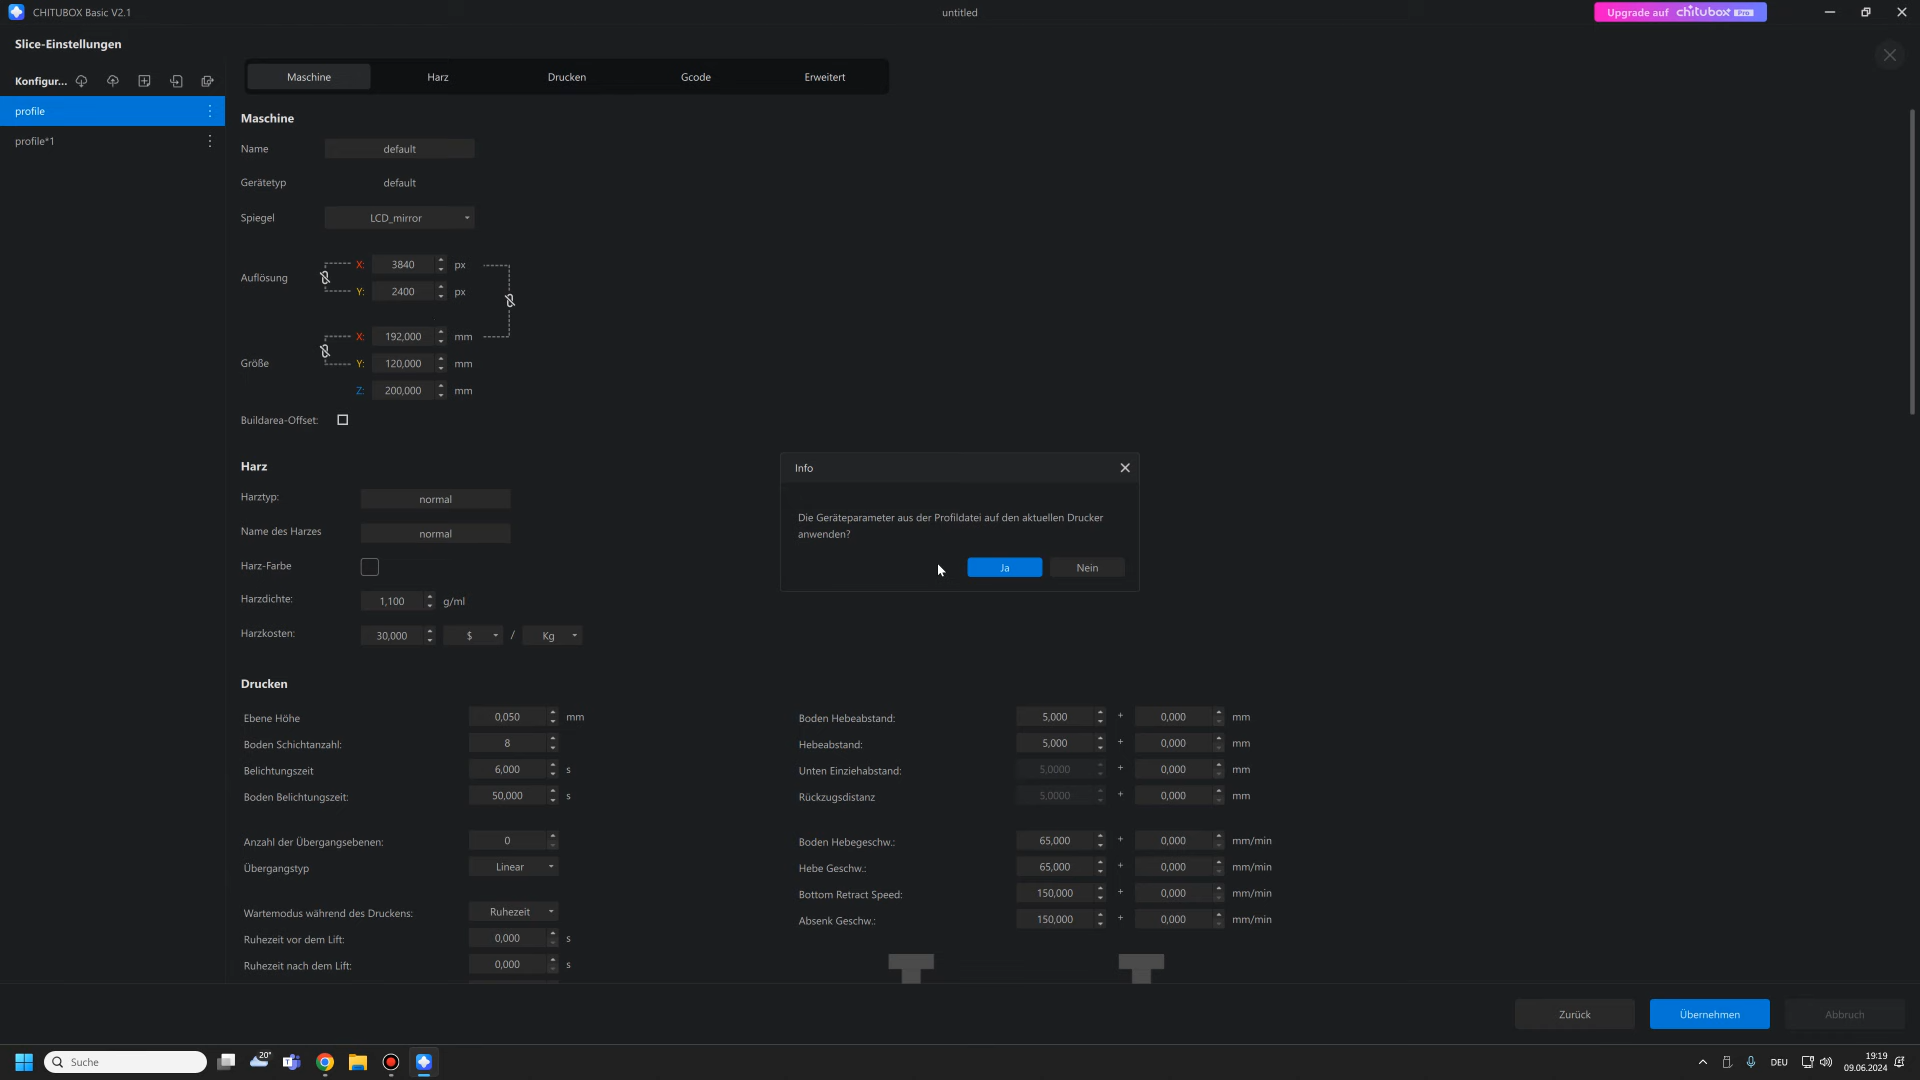 CHITUBOX Basic V2.1
untitled
Upgrade auf chitubox Pro
Slice-Einstellungen
Konfigur...
Maschine
Harz
Drucken
Gcode
Erweitert
profile
profile*1
Maschine
Name
default
Gerätetyp
default
Spiegel
LCD_mirror
Auflösung
X: 3840 px
Y: 2400 px
Größe
X: 192,000 mm
Y: 120,000 mm
Z: 200,000 mm
Buildarea-Offset:
Harz
Harztyp: normal
Name des Harzes normal
Harz-Farbe
Harzdichte: 1,100 g/ml
Harzkosten: 30,000 $ / Kg
Info
Die Geräteparameter aus der Profildatei auf den aktuellen Drucker
anwenden?
Ja
Nein
Drucken
Ebene Höhe 0,050 mm
Boden Schichtanzahl: 8
Belichtungszeit 6,000 s
Boden Belichtungszeit: 50,000 s
Anzahl der Übergangsebenen: 0
Übergangstyp Linear
Wartemodus während des Druckens: Ruhezeit
Ruhezeit vor dem Lift: 0,000 s
Ruhezeit nach dem Lift: 0,000 s
Boden Hebeabstand: 5,000 + 0,000 mm
Hebeabstand: 5,000 + 0,000 mm
Unten Einziehabstand: 5,0000 + 0,000 mm
Rückzugsdistanz 5,0000 + 0,000 mm
Boden Hebegeschw.: 65,000 + 0,000 mm/min
Hebe Geschw.: 65,000 + 0,000 mm/min
Bottom Retract Speed: 150,000 + 0,000 mm/min
Absenk Geschw.: 150,000 + 0,000 mm/min
Zurück
Übernehmen
Abbruch
Suche
20°
DEU
19:19
09.06.2024